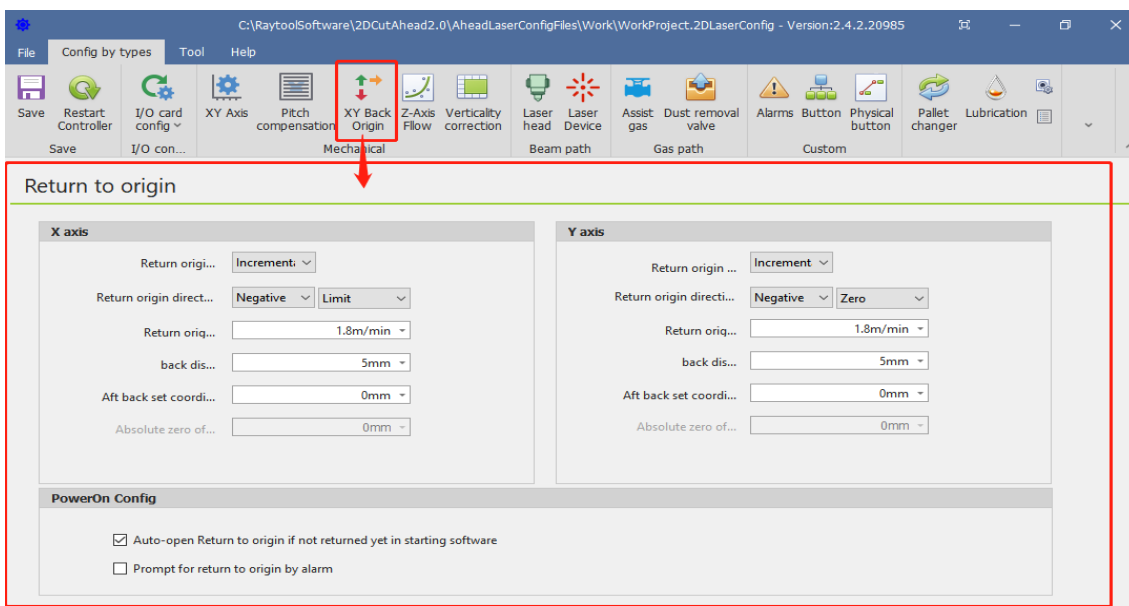 C:\RaytoolSoftware\2DCutAhead2.0\AheadLaserConfigFiles\Work\WorkProject.2DLaserConfig - Version:2.4.2.20985
File Config by types Tool Help
Save Restart Controller I/O card config XY Axis Pitch compensation XY Back Origin Z-Axis Fllow Verticality correction Laser head Laser Device Assist gas Dust removal valve Alarms Button Physical button Pallet changer Lubrication
Save I/O con... Mechanical Beam path Gas path Custom
Return to origin
X axis
Return origi... Incrementa
Return origin direct... Negative Limit
Return orig... 1.8m/min
back dis... 5mm
Aft back set coordi... 0mm
Absolute zero of... 0mm
Y axis
Return origin ... Increment
Return origin directi... Negative Zero
Return orig... 1.8m/min
back dis... 5mm
Aft back set coordi... 0mm
Absolute zero of... 0mm
PowerOn Config
Auto-open Return to origin if not returned yet in starting software
Prompt for return to origin by alarm